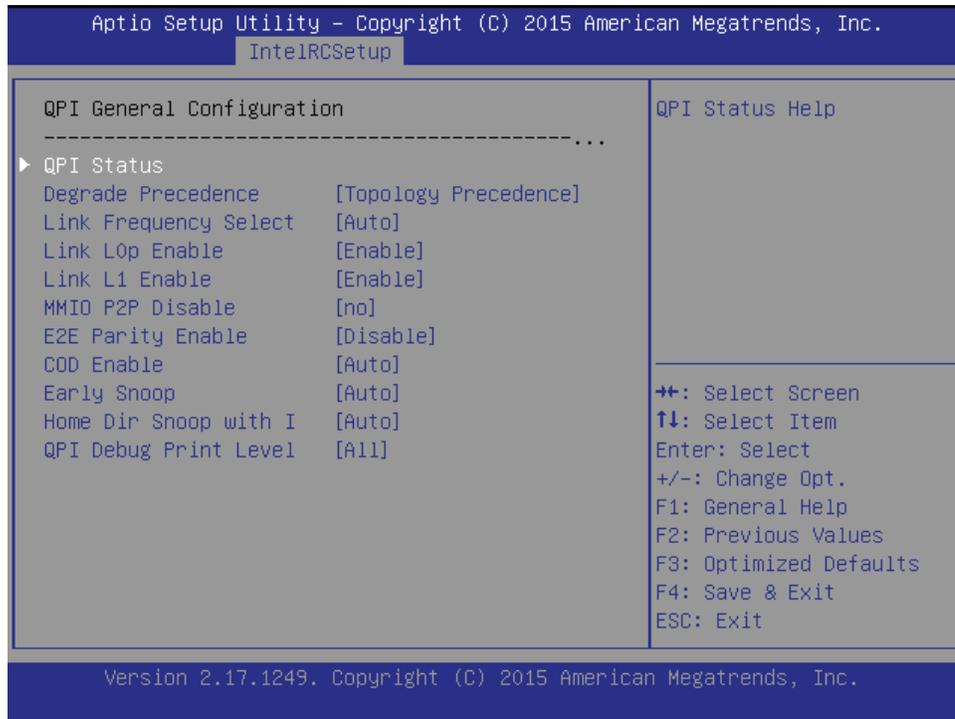 Aptio Setup Utility – Copyright (C) 2015 American Megatrends, Inc.
IntelRCSetup
QPI General Configuration
--------------------------------------------...
QPI Status
Degrade Precedence [Topology Precedence]
Link Frequency Select [Auto]
Link L0p Enable [Enable]
Link L1 Enable [Enable]
MMIO P2P Disable [no]
E2E Parity Enable [Disable]
COD Enable [Auto]
Early Snoop [Auto]
Home Dir Snoop with I [Auto]
QPI Debug Print Level [All]
QPI Status Help
→←: Select Screen
↑↓: Select Item
Enter: Select
+/-: Change Opt.
F1: General Help
F2: Previous Values
F3: Optimized Defaults
F4: Save & Exit
ESC: Exit
Version 2.17.1249. Copyright (C) 2015 American Megatrends, Inc.